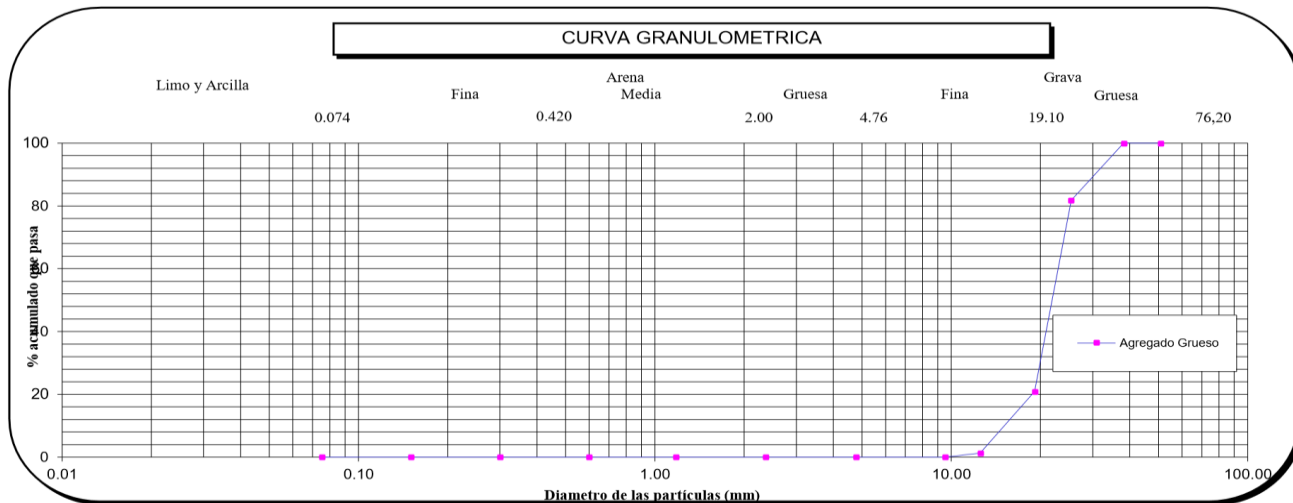 CURVA GRANULOMETRICA
Limo y Arcilla
Arena
Grava
Fina
Media
Gruesa
Fina
Gruesa
0.074
0.420
2.00
4.76
19.10
76,20
100
80
60
40
20
0
% acumulado que pasa
Agregado Grueso
0.01
0.10
1.00
10.00
100.00
Diametro de las partículas (mm)